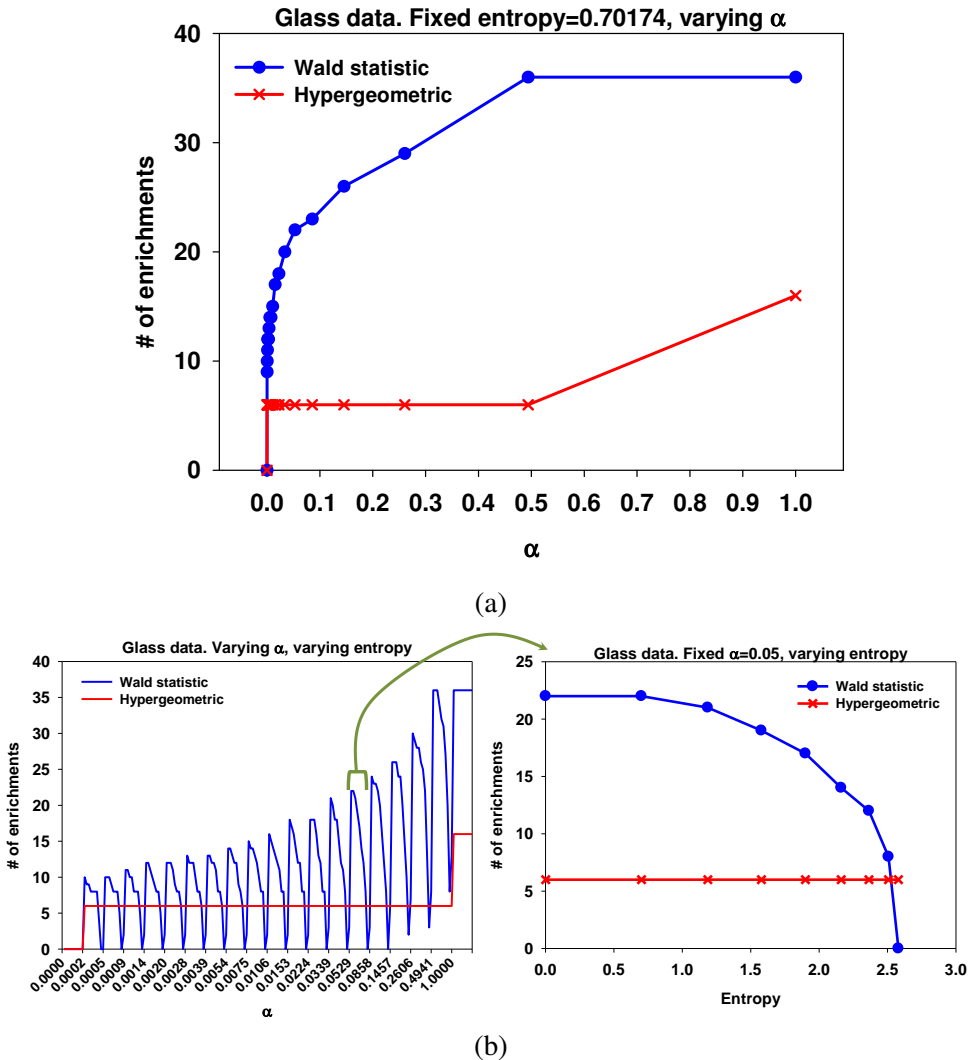 Glass data. Fixed entropy=0.70174, varying α
40
30
20
10
0
# of enrichments
Wald statistic
Hypergeometric
0.0 0.1 0.2 0.3 0.4 0.5 0.6 0.7 0.8 0.9 1.0
α
(a)
Glass data. Varying α, varying entropy
40
35
30
25
20
15
10
5
0
# of enrichments
Wald statistic
Hypergeometric
0.0000 0.0002 0.0005 0.0009 0.0014 0.0020 0.0028 0.0039 0.0054 0.0075 0.0106 0.0153 0.0224 0.0339 0.0529 0.0858 0.1457 0.2606 0.4941 1.0000
α
Glass data. Fixed α=0.05, varying entropy
25
20
15
10
5
0
# of enrichments
Wald statistic
Hypergeometric
0.0 0.5 1.0 1.5 2.0 2.5 3.0
Entropy
(b)